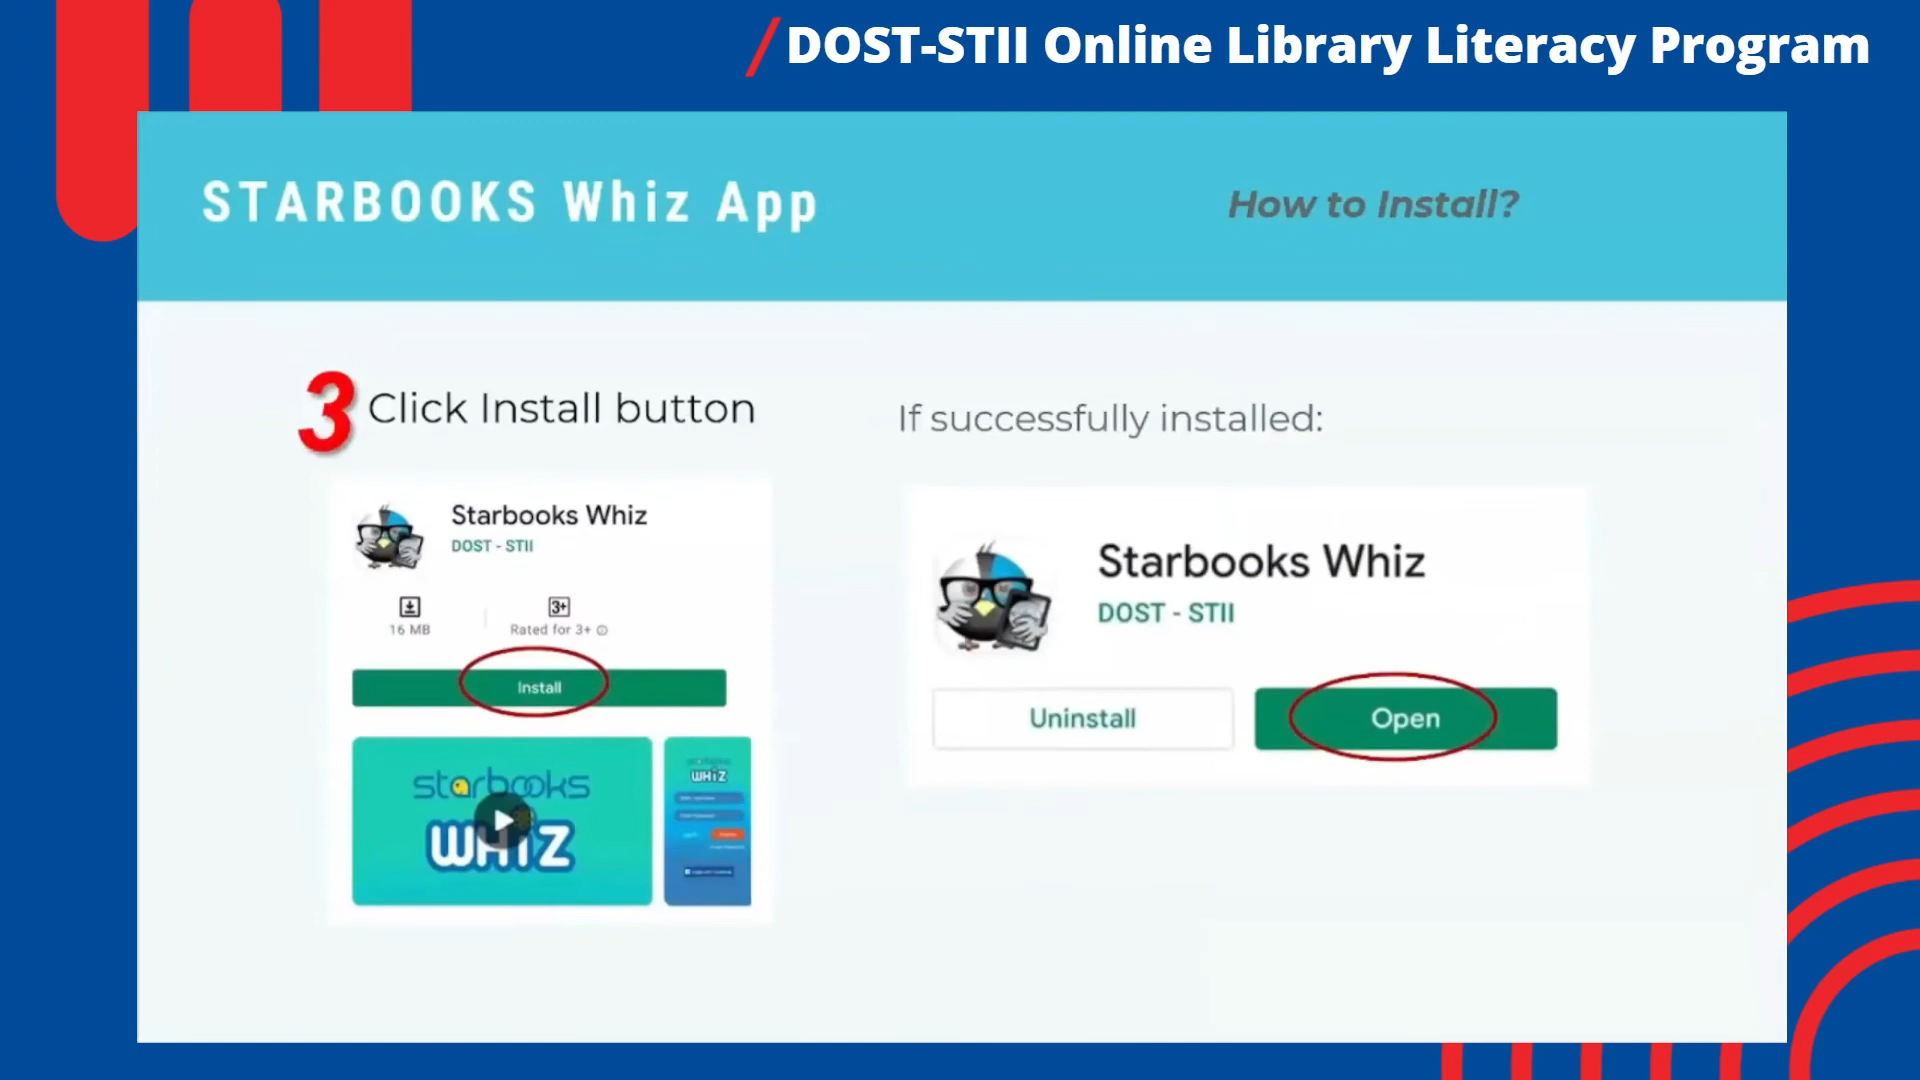 DOST-STII Online Library Literacy Program
STARBOOKS Whiz App
How to Install?
3 Click Install button
If successfully installed:
Starbooks Whiz
DOST - STII
16 MB
3+
Rated for 3+
Install
starbooks
WHiZ
WHiZ
Starbooks Whiz
DOST - STII
Uninstall
Open